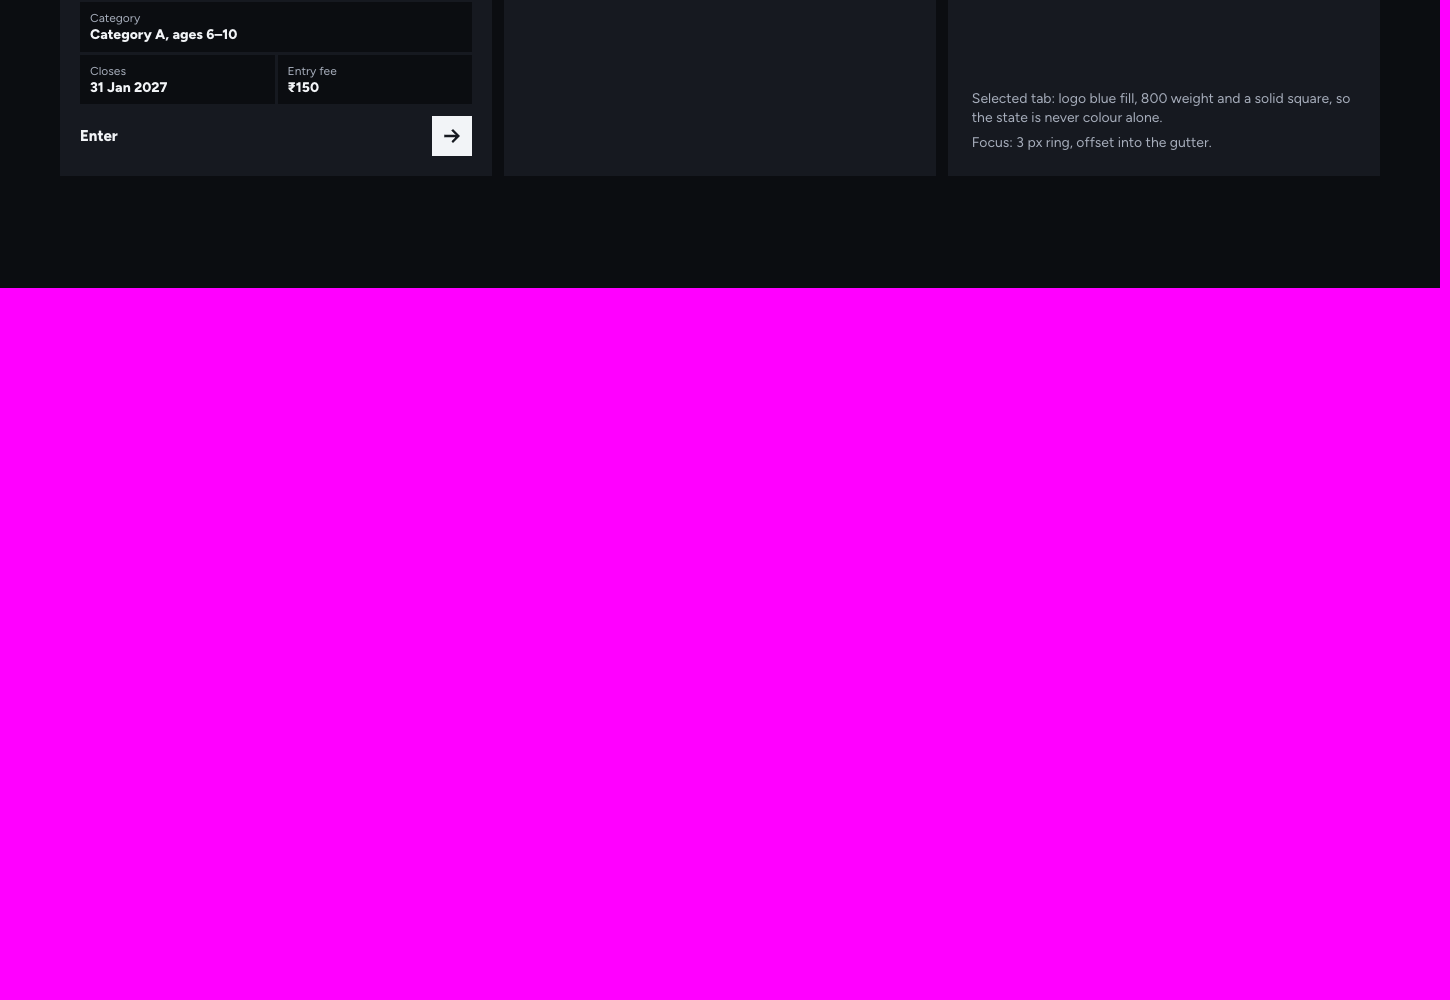 Category
Category A, ages 6–10
Closes
31 Jan 2027
Entry fee
₹150
Enter
Selected tab: logo blue fill, 800 weight and a solid square, so
the state is never colour alone.
Focus: 3 px ring, offset into the gutter.